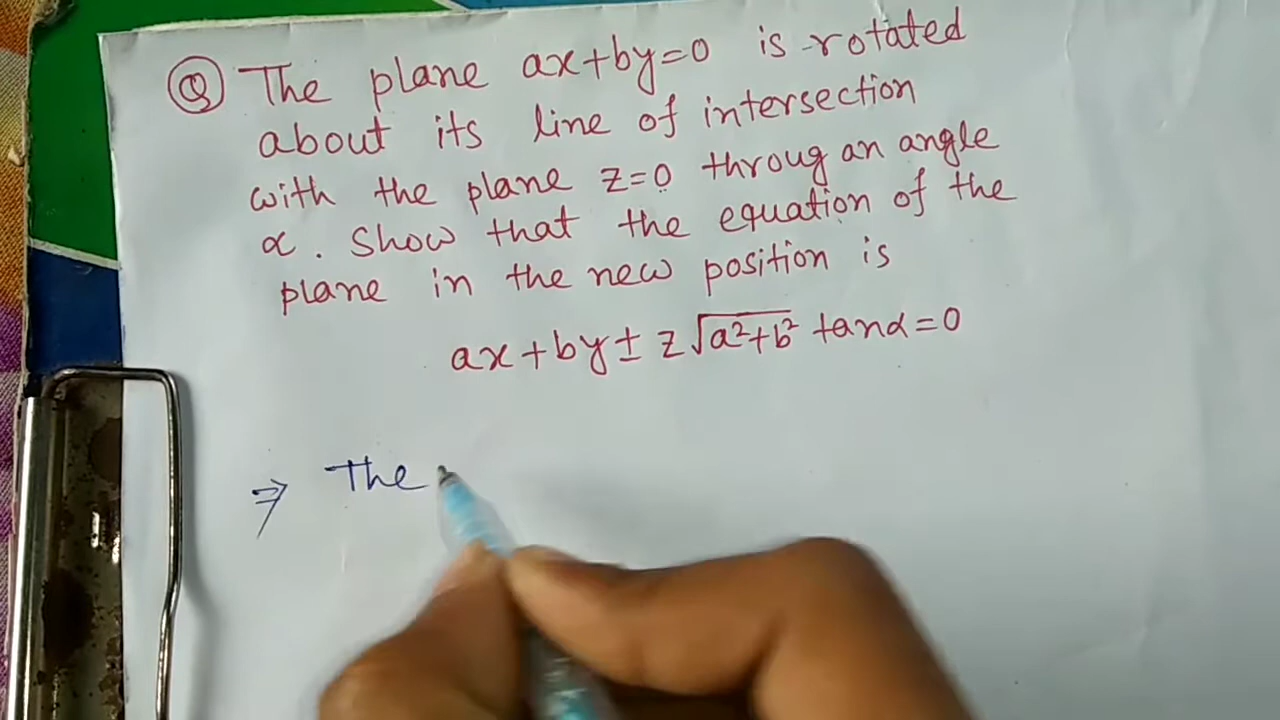 Q The plane ax+by=0 is rotated
about its line of intersection
with the plane z=0 throug an angle
α. Show that the equation of the
plane in the new position is
ax+by±z√a²+b² tanα=0
⇒ The